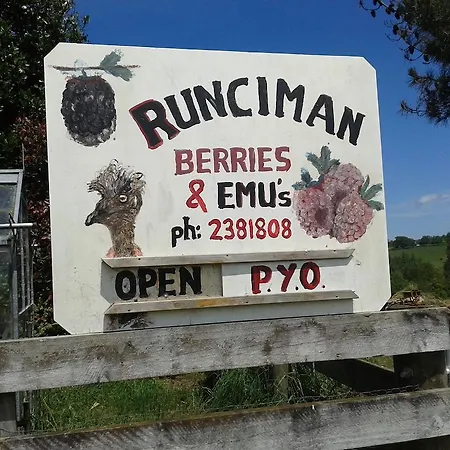 RUNCIMAN
BERRIES
& EMU's
ph: 2381808
OPEN P.Y.O.